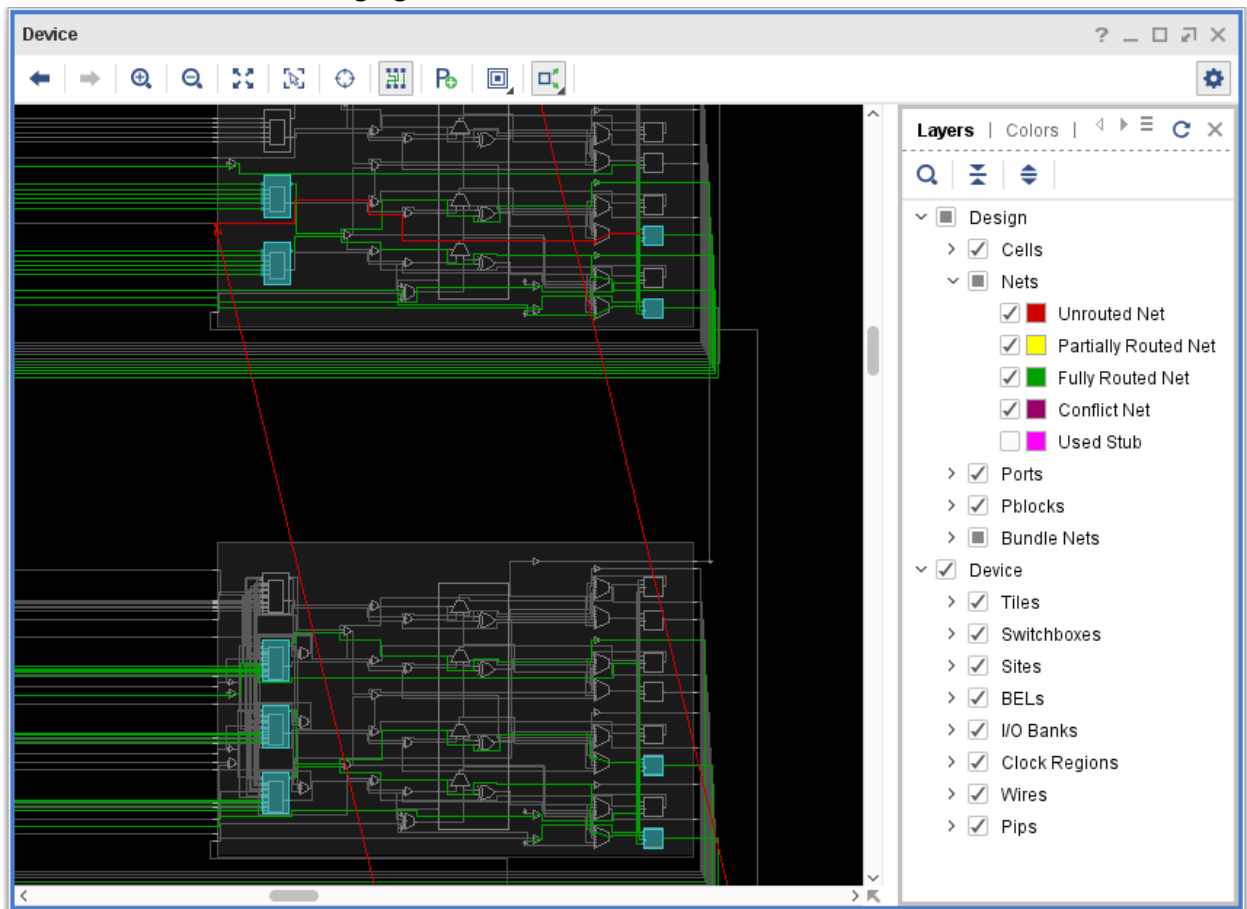 Device
Layers | Colors |
Design
Cells
Nets
Unrouted Net
Partially Routed Net
Fully Routed Net
Conflict Net
Used Stub
Ports
Pblocks
Bundle Nets
Device
Tiles
Switchboxes
Sites
BELs
I/O Banks
Clock Regions
Wires
Pips